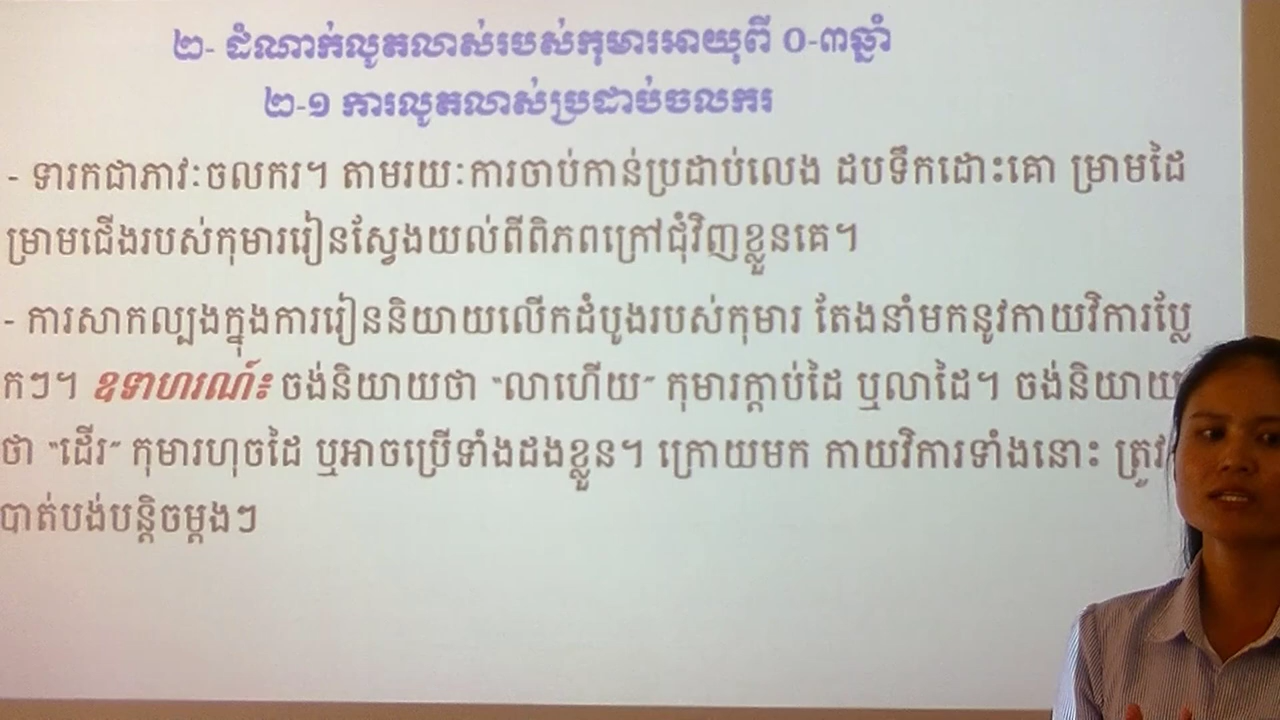 ២- ដំណាក់លូតលាស់របស់កុមារអាយុពី ០-៣ឆ្នាំ
២-១ ការលូតលាស់ប្រដាប់ចលករ
- ទារកជាភាវៈចលករ។ តាមរយៈការចាប់កាន់ប្រដាប់លេង ដបទឹកដោះគោ ម្រាមដៃ
ម្រាមជើងរបស់កុមាររៀនស្វែងយល់ពីពិភពក្រៅជុំវិញខ្លួនគេ។
- ការសាកល្បងក្នុងការរៀននិយាយលើកដំបូងរបស់កុមារ តែងនាំមកនូវកាយវិការប្លែ
កៗ។ ឧទាហរណ៍៖ ចង់និយាយថា "លាហើយ" កុមារក្តាប់ដៃ ឬលាដៃ។ ចង់និយាយ
ថា "ដើរ" កុមារហុចដៃ ឬអាចប្រើទាំងដងខ្លួន។ ក្រោយមក កាយវិការទាំងនោះ ត្រូវ
បាត់បង់បន្តិចម្តងៗ